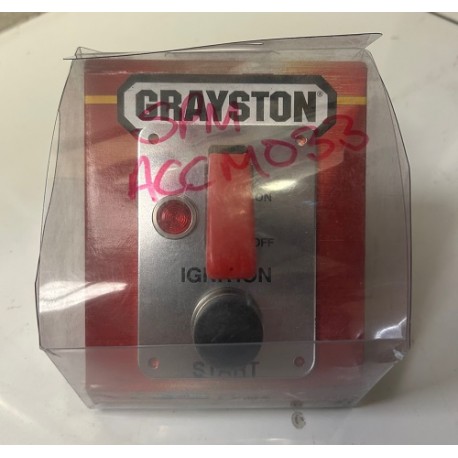 GRAYSTON®
SPM
ACCM033
ON
OFF
IGNITION
START